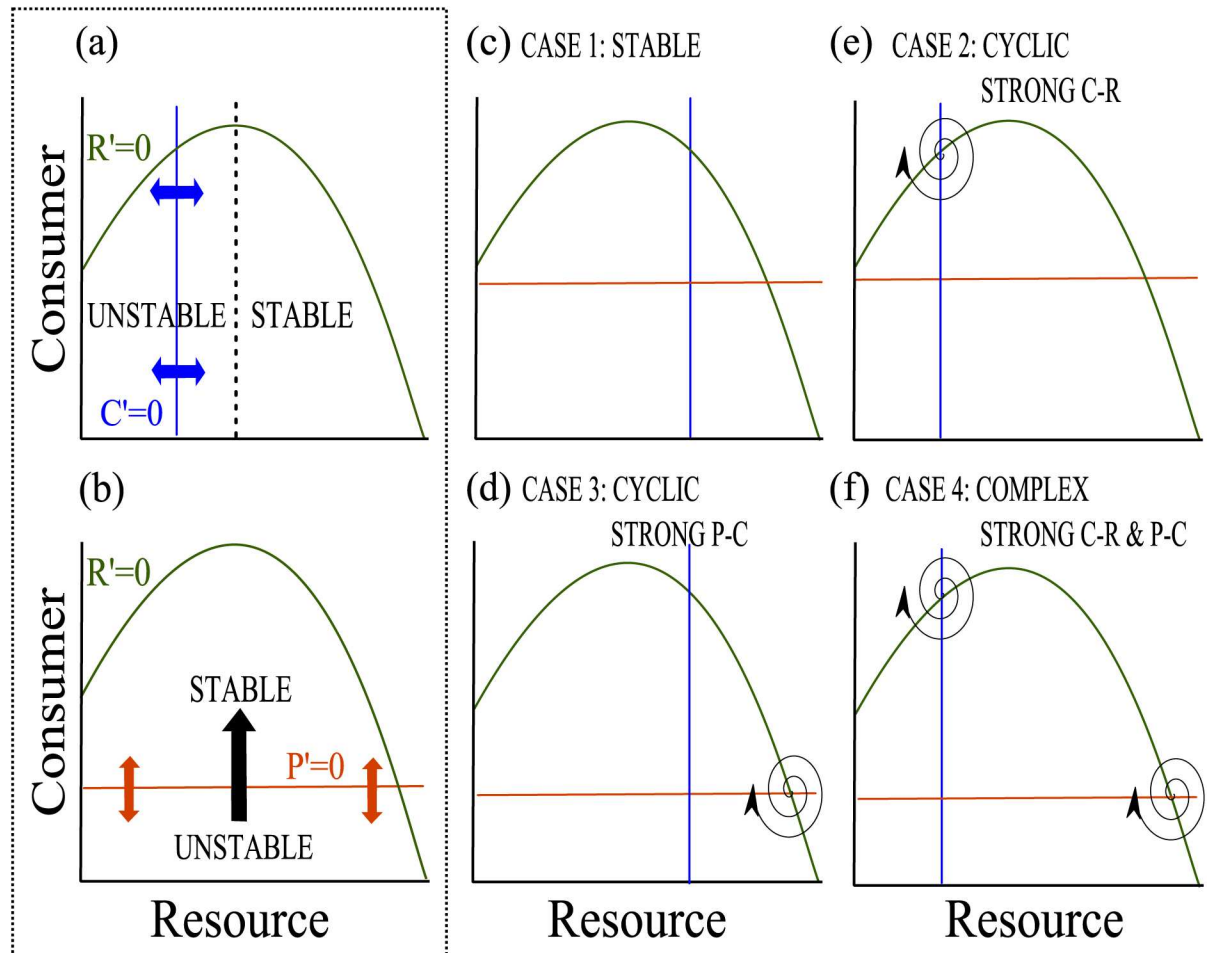 (a)
R'=0
UNSTABLE
STABLE
C'=0
Consumer
(b)
R'=0
STABLE
P'=0
UNSTABLE
Consumer
Resource
(c) CASE 1: STABLE
(d) CASE 3: CYCLIC
STRONG P-C
Resource
(e) CASE 2: CYCLIC
STRONG C-R
(f) CASE 4: COMPLEX
STRONG C-R & P-C
Resource